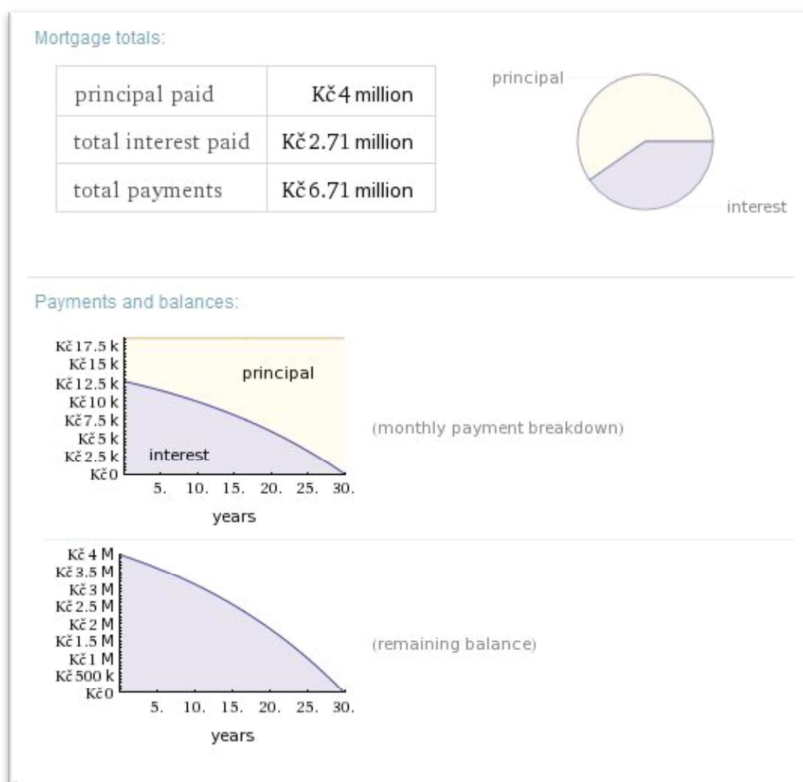 Mortgage totals:
principal paid Kč4 million
total interest paid Kč2.71 million
total payments Kč6.71 million
principal
interest
Payments and balances:
Kč17.5 k
Kč15 k
Kč12.5 k
Kč10 k
Kč7.5 k
Kč5 k
Kč2.5 k
Kč0
principal
interest
(monthly payment breakdown)
5. 10. 15. 20. 25. 30.
years
Kč4 M
Kč3.5 M
Kč3 M
Kč2.5 M
Kč2 M
Kč1.5 M
Kč1 M
Kč500 k
Kč0
(remaining balance)
5. 10. 15. 20. 25. 30.
years